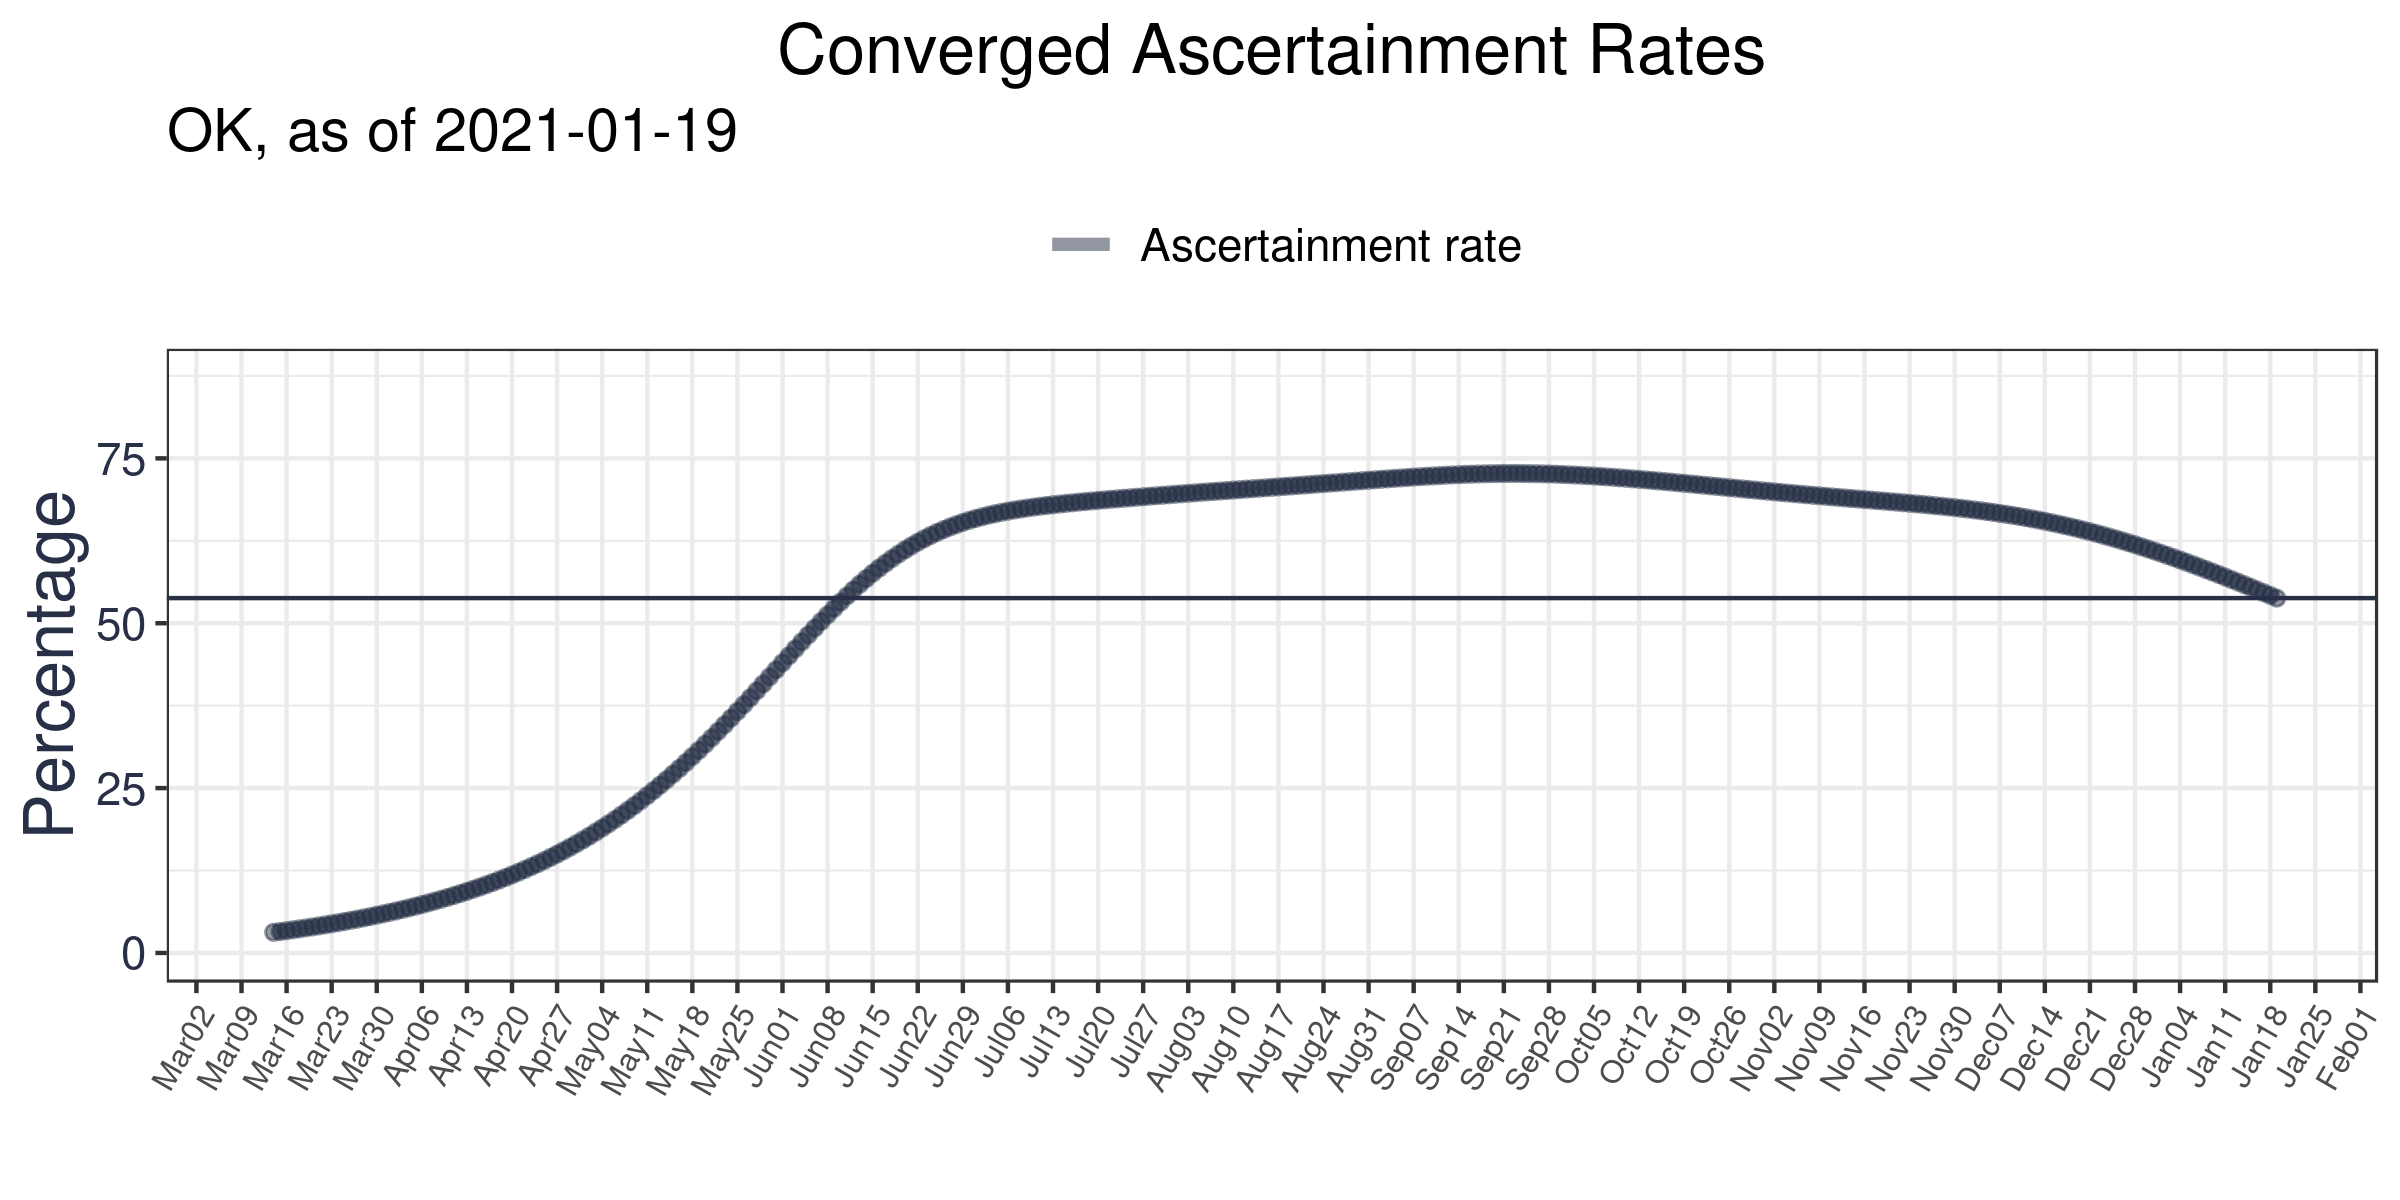 Converged Ascertainment Rates
OK, as of 2021-01-19
Ascertainment rate
Percentage
75
50
25
0
Mar02 Mar09 Mar16 Mar23 Mar30 Apr06 Apr13 Apr20 Apr27 May04 May11 May18 May25 Jun01 Jun08 Jun15 Jun22 Jun29 Jul06 Jul13 Jul20 Jul27 Aug03 Aug10 Aug17 Aug24 Aug31 Sep07 Sep14 Sep21 Sep28 Oct05 Oct12 Oct19 Oct26 Nov02 Nov09 Nov16 Nov23 Nov30 Dec07 Dec14 Dec21 Dec28 Jan04 Jan11 Jan18 Jan25 Feb01